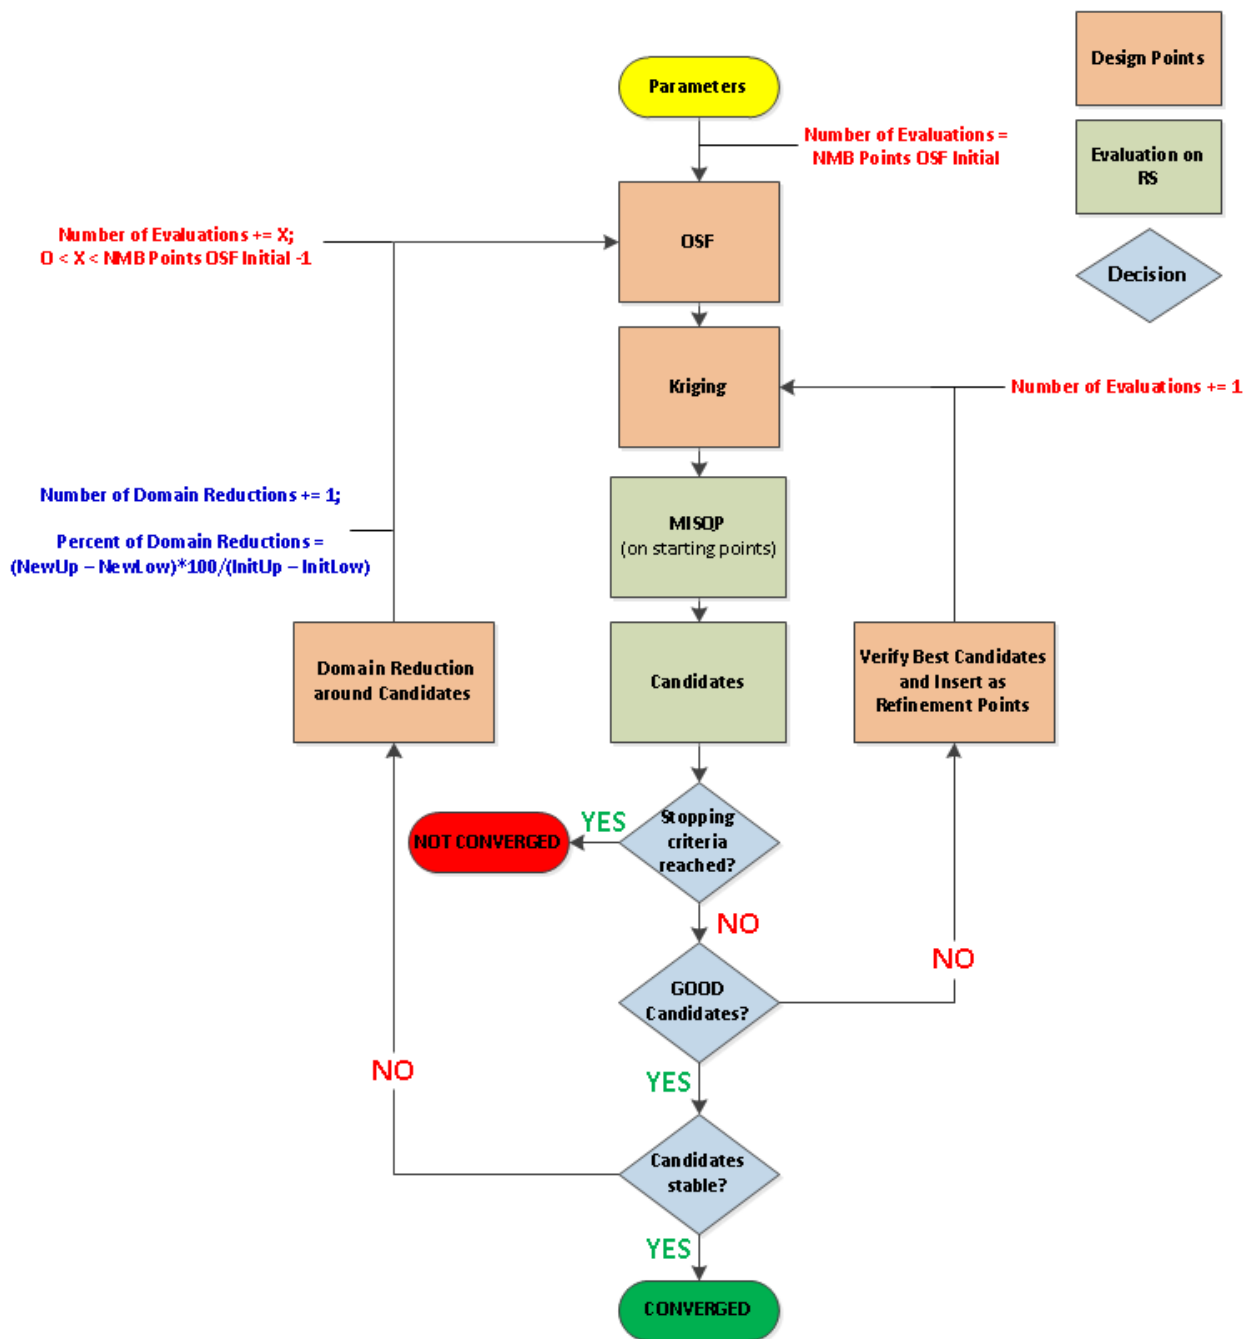 Parameters
Number of Evaluations =
NMB Points OSF Initial
Design Points
Evaluation on
RS
Decision
OSF
Number of Evaluations += X;
0 < X < NMB Points OSF Initial -1
Kriging
Number of Evaluations += 1
Number of Domain Reductions += 1;
Percent of Domain Reductions =
(NewUp – NewLow)*100/(InitUp – InitLow)
MISQP
(on starting points)
Domain Reduction
around Candidates
Candidates
Verify Best Candidates
and Insert as
Refinement Points
NOT CONVERGED
YES
Stopping
criteria
reached?
NO
GOOD
Candidates?
NO
YES
NO
Candidates
stable?
YES
CONVERGED